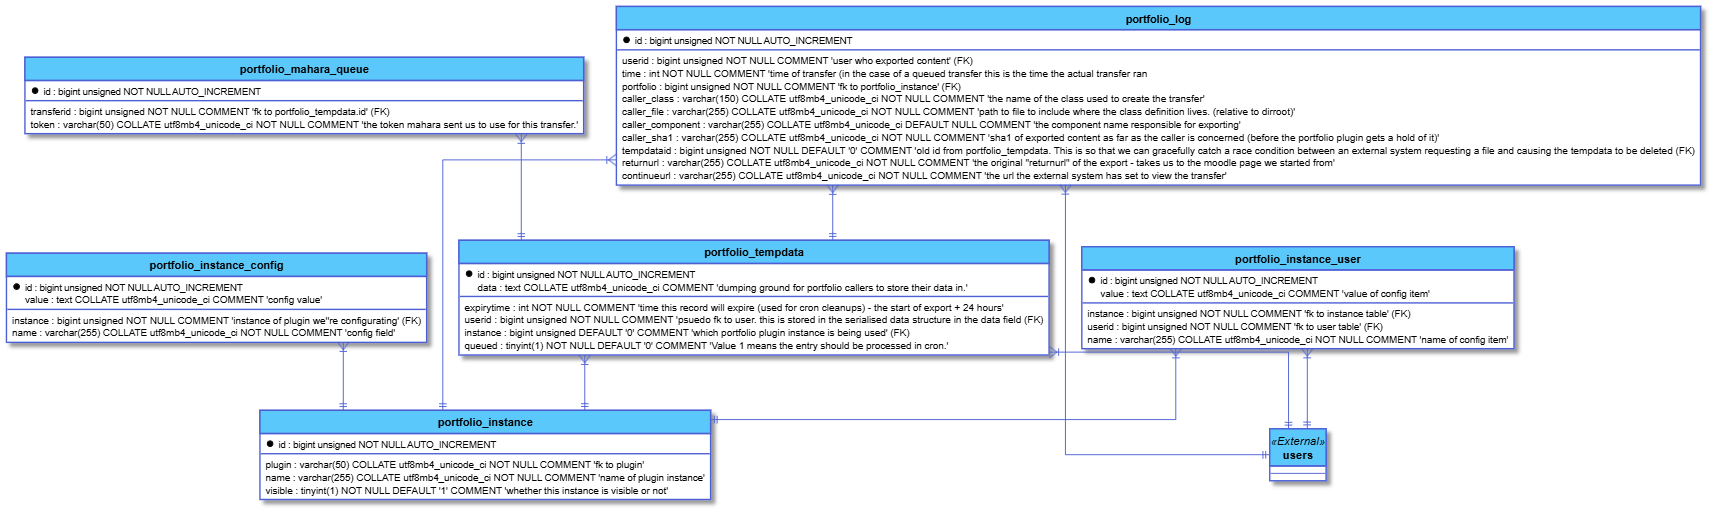 portfolio_log
id : bigint unsigned NOT NULL AUTO_INCREMENT
userid : bigint unsigned NOT NULL COMMENT 'user who exported content' (FK)
time : int NOT NULL COMMENT 'time of transfer (in the case of a queued transfer this is the time the actual transfer ran
portfolio : bigint unsigned NOT NULL COMMENT 'fk to portfolio_instance' (FK)
caller_class : varchar(150) COLLATE utf8mb4_unicode_ci NOT NULL COMMENT 'the name of the class used to create the transfer'
caller_file : varchar(255) COLLATE utf8mb4_unicode_ci NOT NULL COMMENT 'path to file to include where the class definition lives. (relative to dirroot)'
caller_component : varchar(255) COLLATE utf8mb4_unicode_ci DEFAULT NULL COMMENT 'the component name responsible for exporting'
caller_sha1 : varchar(255) COLLATE utf8mb4_unicode_ci NOT NULL COMMENT 'sha1 of exported content as far as the caller is concerned (before the portfolio plugin gets a hold of it)'
tempdataid : bigint unsigned NOT NULL DEFAULT '0' COMMENT 'old id from portfolio_tempdata. This is so that we can gracefully catch a race condition between an external system requesting a file and causing the tempdata to be deleted (FK)
returnurl : varchar(255) COLLATE utf8mb4_unicode_ci NOT NULL COMMENT 'the original "returnurl" of the export - takes us to the moodle page we started from'
continueurl : varchar(255) COLLATE utf8mb4_unicode_ci NOT NULL COMMENT 'the url the external system has set to view the transfer'
portfolio_mahara_queue
id : bigint unsigned NOT NULL AUTO_INCREMENT
transferid : bigint unsigned NOT NULL COMMENT 'fk to portfolio_tempdata.id' (FK)
token : varchar(50) COLLATE utf8mb4_unicode_ci NOT NULL COMMENT 'the token mahara sent us to use for this transfer.'
portfolio_instance_config
id : bigint unsigned NOT NULL AUTO_INCREMENT
value : text COLLATE utf8mb4_unicode_ci COMMENT 'config value'
instance : bigint unsigned NOT NULL COMMENT 'instance of plugin we''re configurating' (FK)
name : varchar(255) COLLATE utf8mb4_unicode_ci NOT NULL COMMENT 'config field'
portfolio_tempdata
id : bigint unsigned NOT NULL AUTO_INCREMENT
data : text COLLATE utf8mb4_unicode_ci COMMENT 'dumping ground for portfolio callers to store their data in.'
expirytime : int NOT NULL COMMENT 'time this record will expire (used for cron cleanups) - the start of export + 24 hours'
userid : bigint unsigned NOT NULL COMMENT 'psuedo fk to user. this is stored in the serialised data structure in the data field (FK)
instance : bigint unsigned DEFAULT '0' COMMENT 'which portfolio plugin instance is being used' (FK)
queued : tinyint(1) NOT NULL DEFAULT '0' COMMENT 'Value 1 means the entry should be processed in cron.'
portfolio_instance_user
id : bigint unsigned NOT NULL AUTO_INCREMENT
value : text COLLATE utf8mb4_unicode_ci COMMENT 'value of config item'
instance : bigint unsigned NOT NULL COMMENT 'fk to instance table' (FK)
userid : bigint unsigned NOT NULL COMMENT 'fk to user table' (FK)
name : varchar(255) COLLATE utf8mb4_unicode_ci NOT NULL COMMENT 'name of config item'
portfolio_instance
id : bigint unsigned NOT NULL AUTO_INCREMENT
plugin : varchar(50) COLLATE utf8mb4_unicode_ci NOT NULL COMMENT 'fk to plugin'
name : varchar(255) COLLATE utf8mb4_unicode_ci NOT NULL COMMENT 'name of plugin instance'
visible : tinyint(1) NOT NULL DEFAULT '1' COMMENT 'whether this instance is visible or not'
«External»
users